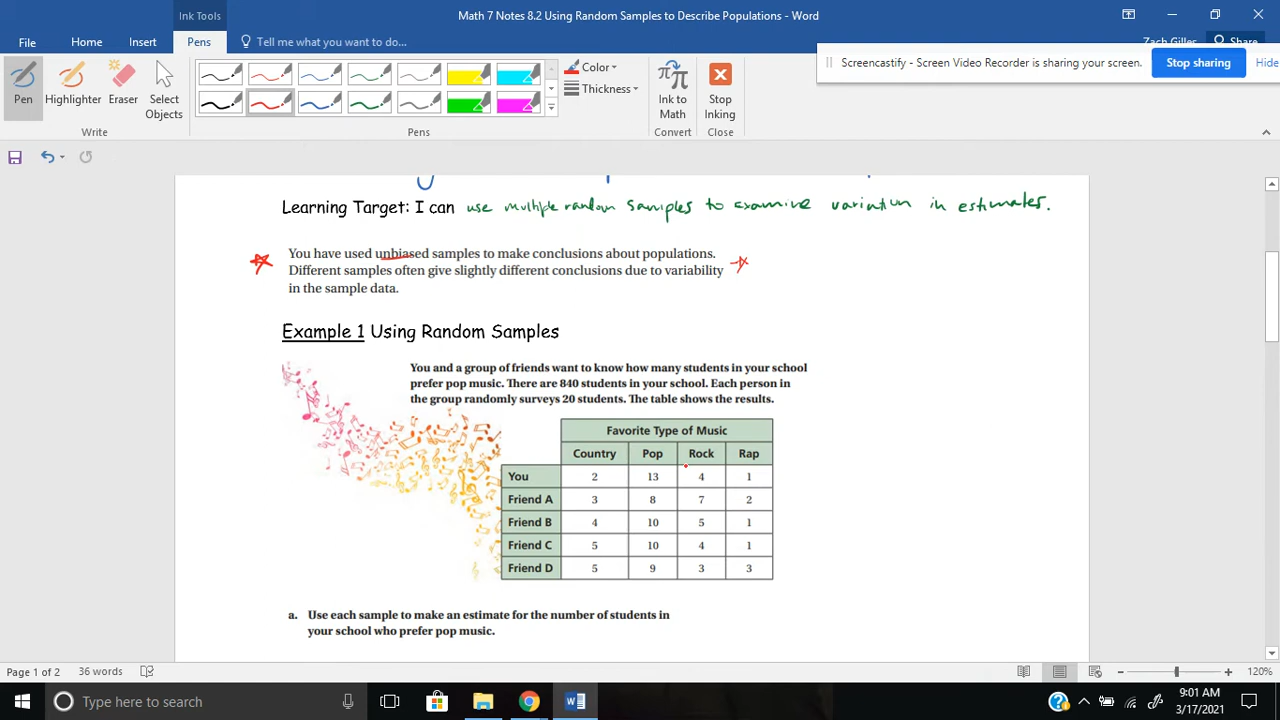 Ink Tools
Math 7 Notes 8.2 Using Random Samples to Describe Populations - Word
File Home Insert Pens Tell me what you want to do... Zach Gilles Share
Screencastify - Screen Video Recorder is sharing your screen. Stop sharing Hide
Pen Highlighter Eraser Select Objects
Color
Thickness
Ink to Math
Stop Inking
Write Pens Convert Close
Learning Target: I can use multiple random samples to examine variation in estimates.
You have used unbiased samples to make conclusions about populations.
Different samples often give slightly different conclusions due to variability
in the sample data.
Example 1 Using Random Samples
You and a group of friends want to know how many students in your school
prefer pop music. There are 840 students in your school. Each person in
the group randomly surveys 20 students. The table shows the results.
Favorite Type of Music
Country Pop Rock Rap
You 2 13 4 1
Friend A 3 8 7 2
Friend B 4 10 5 1
Friend C 5 10 4 1
Friend D 5 9 3 3
a. Use each sample to make an estimate for the number of students in
your school who prefer pop music.
Page 1 of 2 36 words 120%
Type here to search
9:01 AM
3/17/2021